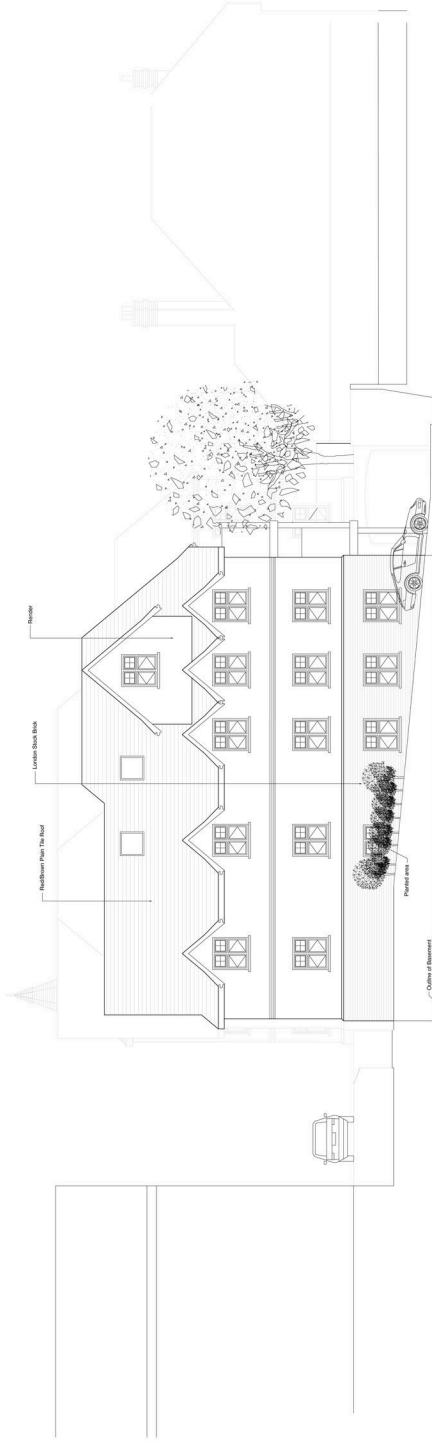 Red/Brown Plain Tile Roof
London Stock Brick
Render
Planted area
Outline of Basement